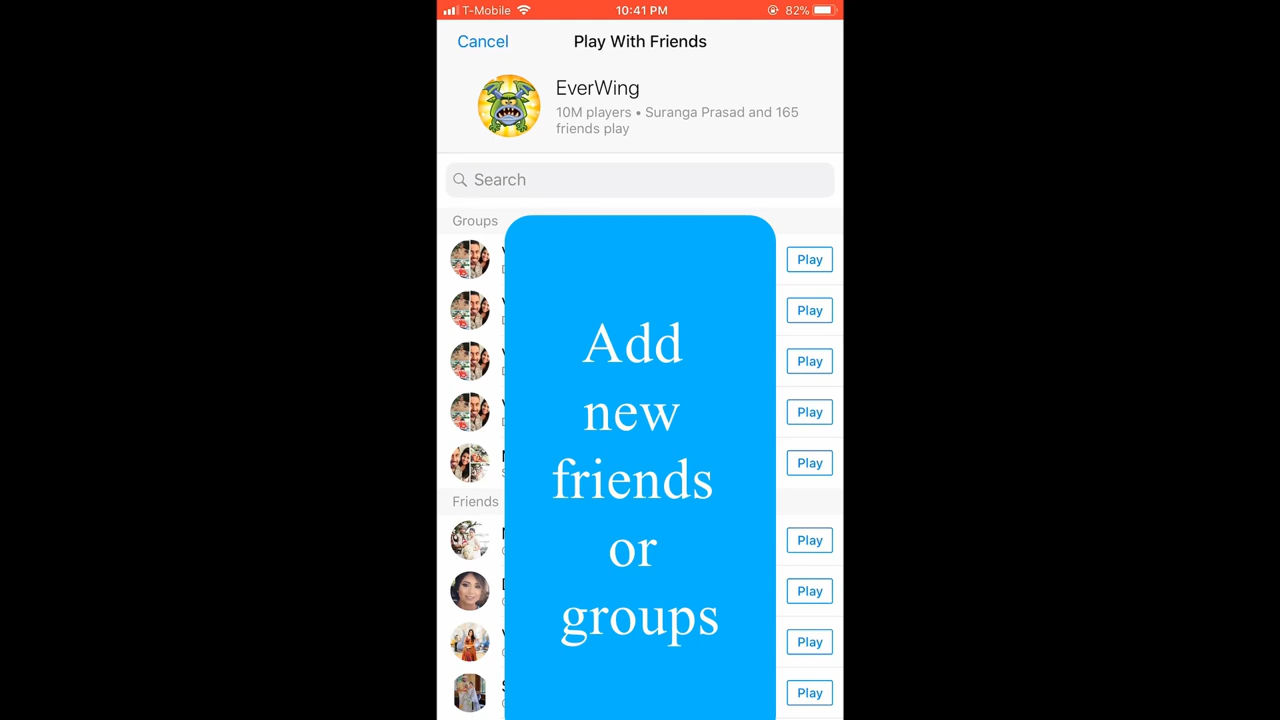 T-Mobile 10:41 PM 82%
Cancel Play With Friends
EverWing
10M players • Suranga Prasad and 165
friends play
Search
Groups
Play
Play
Play
Play
Play
Friends
Play
Play
Play
Play
Add
new
friends
or
groups